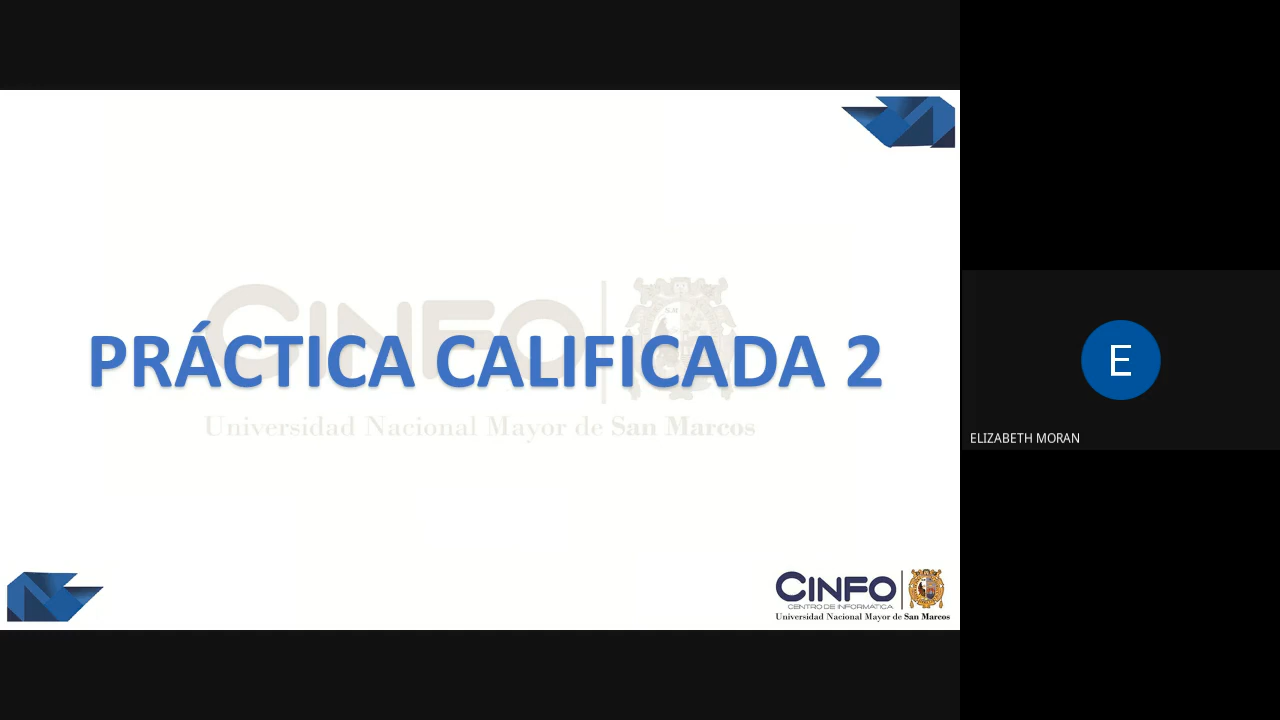 CINFO
PRÁCTICA CALIFICADA 2
Universidad Nacional Mayor de San Marcos
E
ELIZABETH MORAN
CINFO
CENTRO DE INFORMATICA
Universidad Nacional Mayor de San Marcos